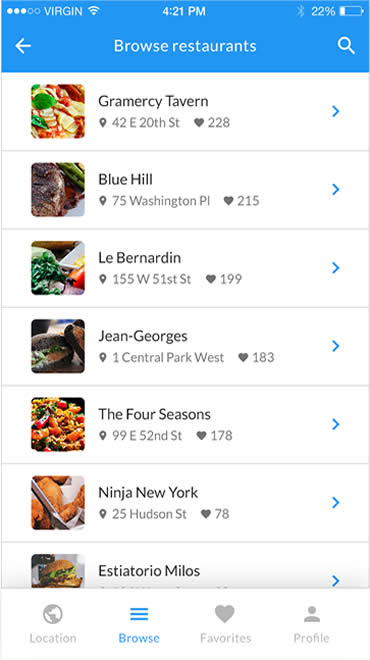 VIRGIN 4:21 PM 22%
Browse restaurants
Gramercy Tavern
42 E 20th St 228
Blue Hill
75 Washington Pl 215
Le Bernardin
155 W 51st St 199
Jean-Georges
1 Central Park West 183
The Four Seasons
99 E 52nd St 178
Ninja New York
25 Hudson St 78
Estiatorio Milos
Location Browse Favorites Profile